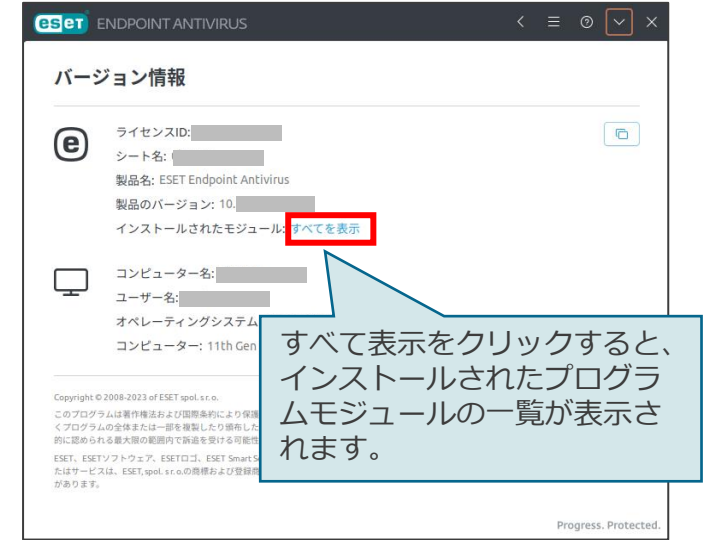 eset ENDPOINT ANTIVIRUS
バージョン情報
ライセンスID:
シート名:
製品名: ESET Endpoint Antivirus
製品のバージョン: 10.
インストールされたモジュール: すべてを表示
コンピューター名:
ユーザー名:
オペレーティングシステム
コンピューター: 11th Gen
すべて表示をクリックすると、
インストールされたプログラ
ムモジュールの一覧が表示さ
れます。
Copyright © 2008-2023 of ESET spol. s r. o.
このプログラムは著作権法および国際条約により保護
くプログラムの全体または一部を複製したり頒布した
的に認められる最大限の範囲内で訴追を受ける可能性
ESET、ESETソフトウェア、ESETロゴ、ESET Smart S
たはサービスは、ESET, spol. s r. o.の商標および登録商
があります。
Progress. Protected.